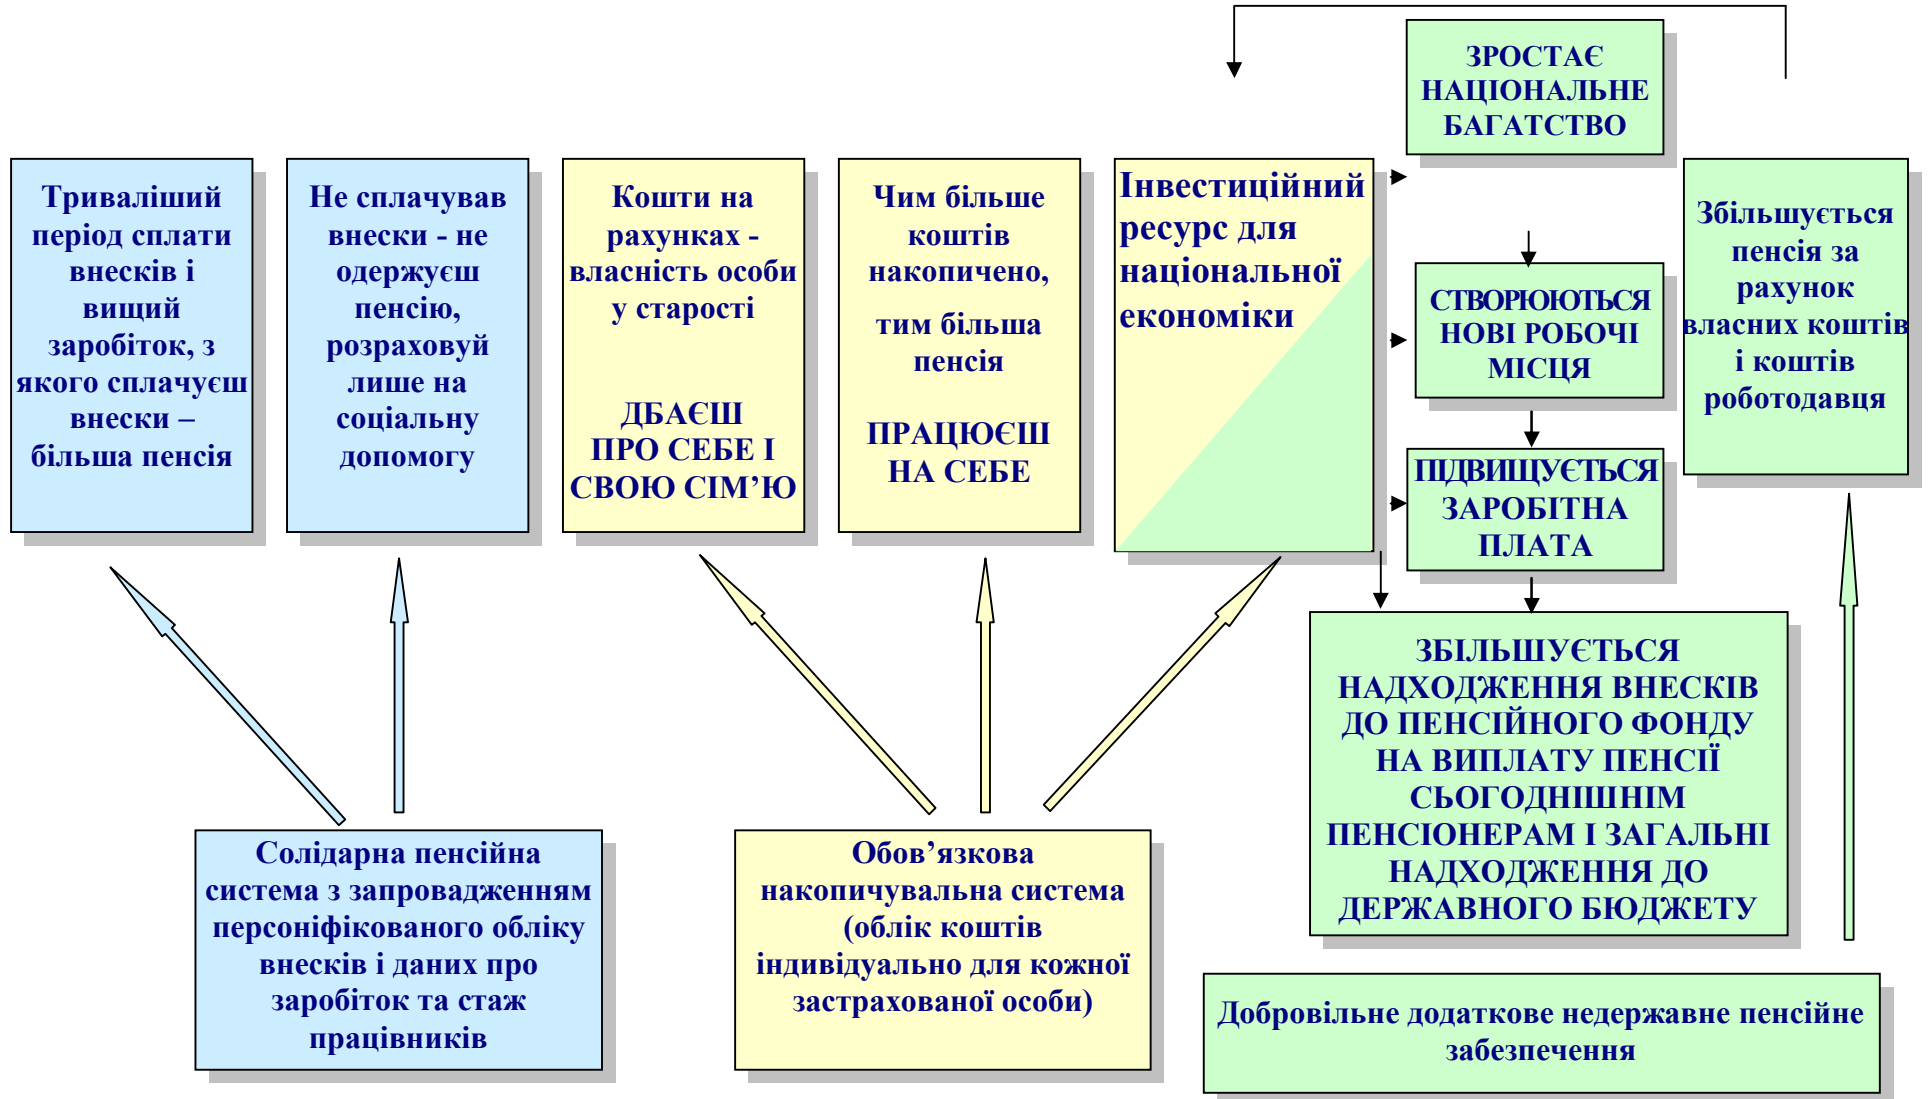 ЗРОСТАЄ
НАЦІОНАЛЬНЕ
БАГАТСТВО
Триваліший
період сплати
внесків і
вищий
заробіток, з
якого сплачуєш
внески –
більша пенсія
Не сплачував
внески - не
одержуєш
пенсію,
розраховуй
лише на
соціальну
допомогу
Кошти на
рахунках -
власність особи
у старості
ДБАЄШ
ПРО СЕБЕ І
СВОЮ СІМ’Ю
Чим більше
коштів
накопичено,
тим більша
пенсія
ПРАЦЮЄШ
НА СЕБЕ
Інвестиційний
ресурс для
національної
економіки
СТВОРЮЮТЬСЯ
НОВІ РОБОЧІ
МІСЦЯ
ПІДВИЩУЄТЬСЯ
ЗАРОБІТНА
ПЛАТА
Збільшується
пенсія за
рахунок
власних коштів
і коштів
роботодавця
ЗБІЛЬШУЄТЬСЯ
НАДХОДЖЕННЯ ВНЕСКІВ
ДО ПЕНСІЙНОГО ФОНДУ
НА ВИПЛАТУ ПЕНСІЇ
СЬОГОДНІШНІМ
ПЕНСІОНЕРАМ І ЗАГАЛЬНІ
НАДХОДЖЕННЯ ДО
ДЕРЖАВНОГО БЮДЖЕТУ
Солідарна пенсійна
система з запровадженням
персоніфікованого обліку
внесків і даних про
заробіток та стаж
працівників
Обов’язкова
накопичувальна система
(облік коштів
індивідуально для кожної
застрахованої особи)
Добровільне додаткове недержавне пенсійне
забезпечення